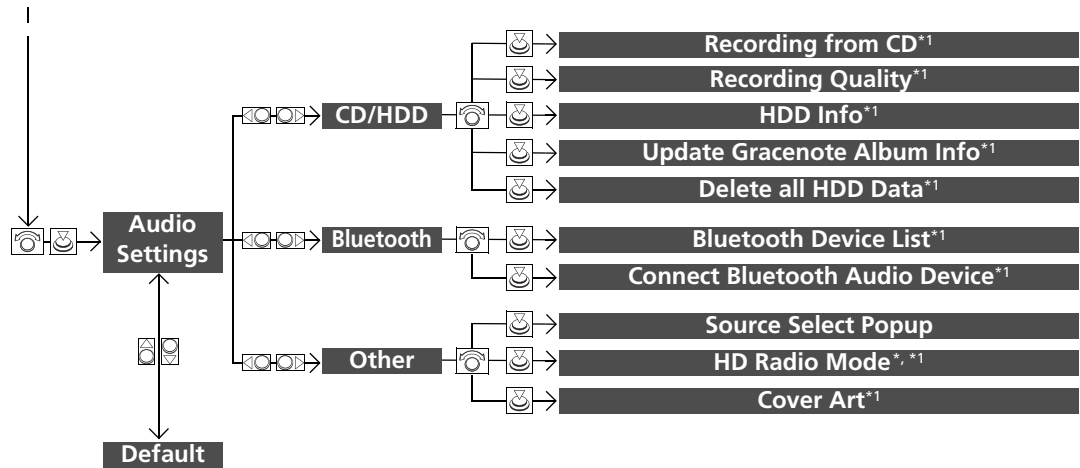 Recording from CD*1
Recording Quality*1
CD/HDD
HDD Info*1
Update Gracenote Album Info*1
Delete all HDD Data*1
Audio
Settings
Bluetooth
Bluetooth Device List*1
Connect Bluetooth Audio Device*1
Source Select Popup
Other
HD Radio Mode*, *1
Cover Art*1
Default